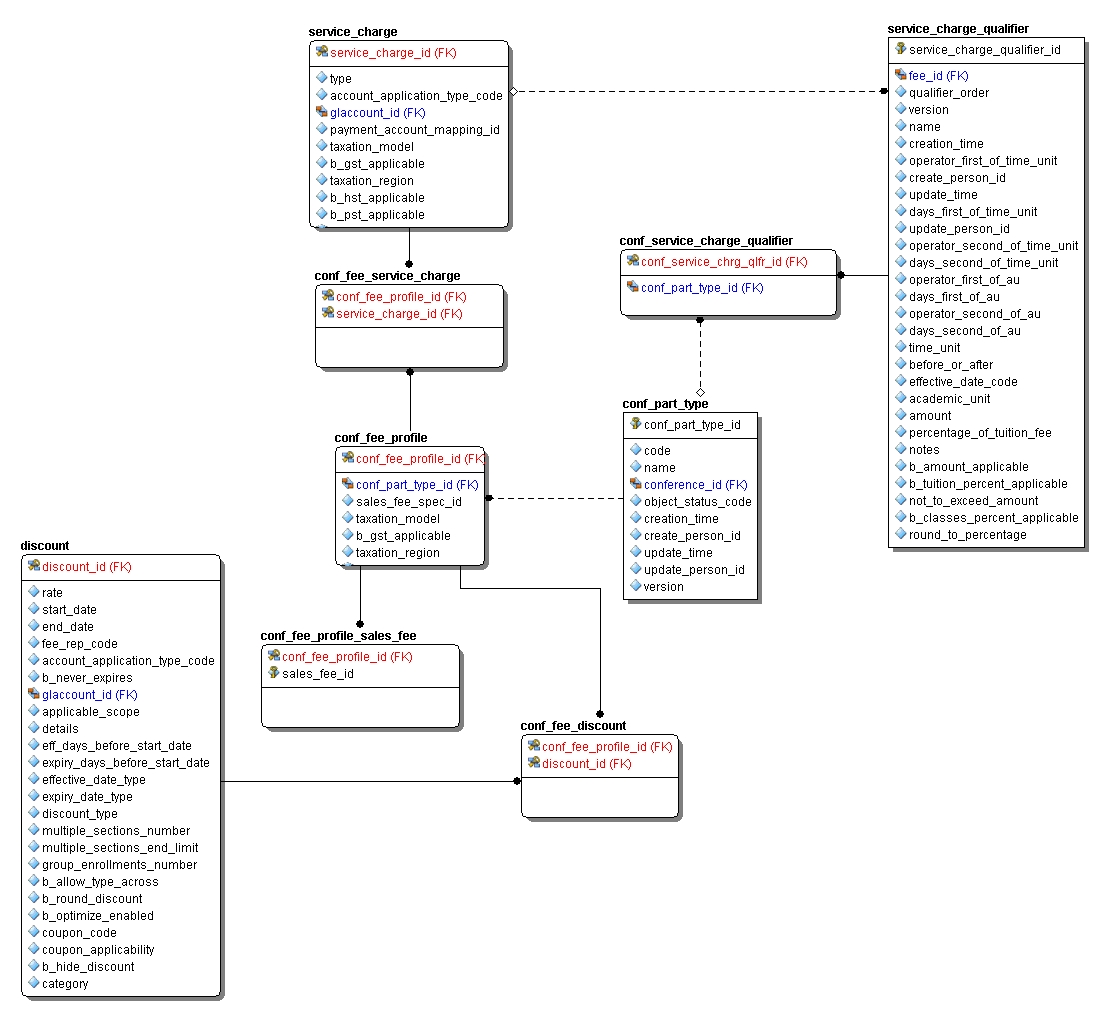 service_charge
service_charge_id (FK)
type
account_application_type_code
glaccount_id (FK)
payment_account_mapping_id
taxation_model
b_gst_applicable
taxation_region
b_hst_applicable
b_pst_applicable
service_charge_qualifier
service_charge_qualifier_id
fee_id (FK)
qualifier_order
version
name
creation_time
operator_first_of_time_unit
create_person_id
update_time
days_first_of_time_unit
update_person_id
operator_second_of_time_unit
days_second_of_time_unit
operator_first_of_au
days_first_of_au
operator_second_of_au
days_second_of_au
time_unit
before_or_after
effective_date_code
academic_unit
amount
percentage_of_tuition_fee
notes
b_amount_applicable
b_tuition_percent_applicable
not_to_exceed_amount
b_classes_percent_applicable
round_to_percentage
conf_service_charge_qualifier
conf_service_chrg_qlfr_id (FK)
conf_part_type_id (FK)
conf_fee_service_charge
conf_fee_profile_id (FK)
service_charge_id (FK)
conf_part_type
conf_part_type_id
code
name
conference_id (FK)
object_status_code
creation_time
create_person_id
update_time
update_person_id
version
conf_fee_profile
conf_fee_profile_id (FK)
conf_part_type_id (FK)
sales_fee_spec_id
taxation_model
b_gst_applicable
taxation_region
discount
discount_id (FK)
rate
start_date
end_date
fee_rep_code
account_application_type_code
b_never_expires
glaccount_id (FK)
applicable_scope
details
eff_days_before_start_date
expiry_days_before_start_date
effective_date_type
expiry_date_type
discount_type
multiple_sections_number
multiple_sections_end_limit
group_enrollments_number
b_allow_type_across
b_round_discount
b_optimize_enabled
coupon_code
coupon_applicability
b_hide_discount
category
conf_fee_profile_sales_fee
conf_fee_profile_id (FK)
sales_fee_id
conf_fee_discount
conf_fee_profile_id (FK)
discount_id (FK)